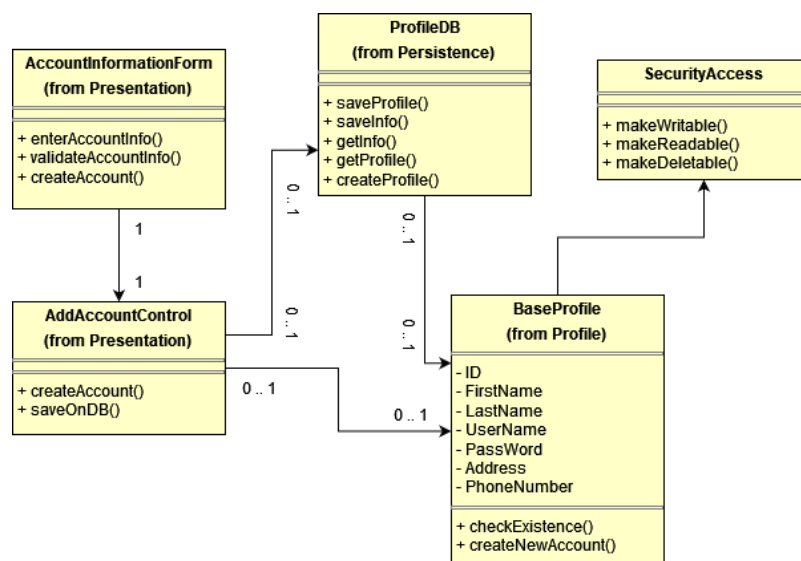 AccountInformationForm
(from Presentation)
+ enterAccountInfo()
+ validateAccountInfo()
+ createAccount()
ProfileDB
(from Persistence)
+ saveProfile()
+ saveInfo()
+ getInfo()
+ getProfile()
+ createProfile()
SecurityAccess
+ makeWritable()
+ makeReadable()
+ makeDeletable()
1
1
0 .. 1
0 .. 1
0 .. 1
0 .. 1
AddAccountControl
(from Presentation)
+ createAccount()
+ saveOnDB()
0 .. 1
0 .. 1
BaseProfile
(from Profile)
- ID
- FirstName
- LastName
- UserName
- PassWord
- Address
- PhoneNumber
+ checkExistence()
+ createNewAccount()